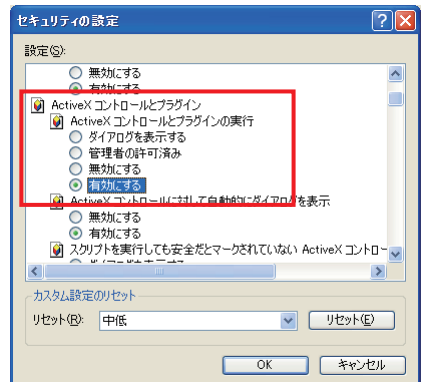 セキュリティの設定
設定(S):
無効にする
有効にする
ActiveX コントロールとプラグイン
ActiveX コントロールとプラグインの実行
ダイアログを表示する
管理者の許可済み
無効にする
有効にする
ActiveX コントロールに対して自動的にダイアログを表示
無効にする
有効にする
スクリプトを実行しても安全だとマークされていない ActiveX コントロー
カスタム設定のリセット
リセット(R): 中低 リセット(E)
OK キャンセル